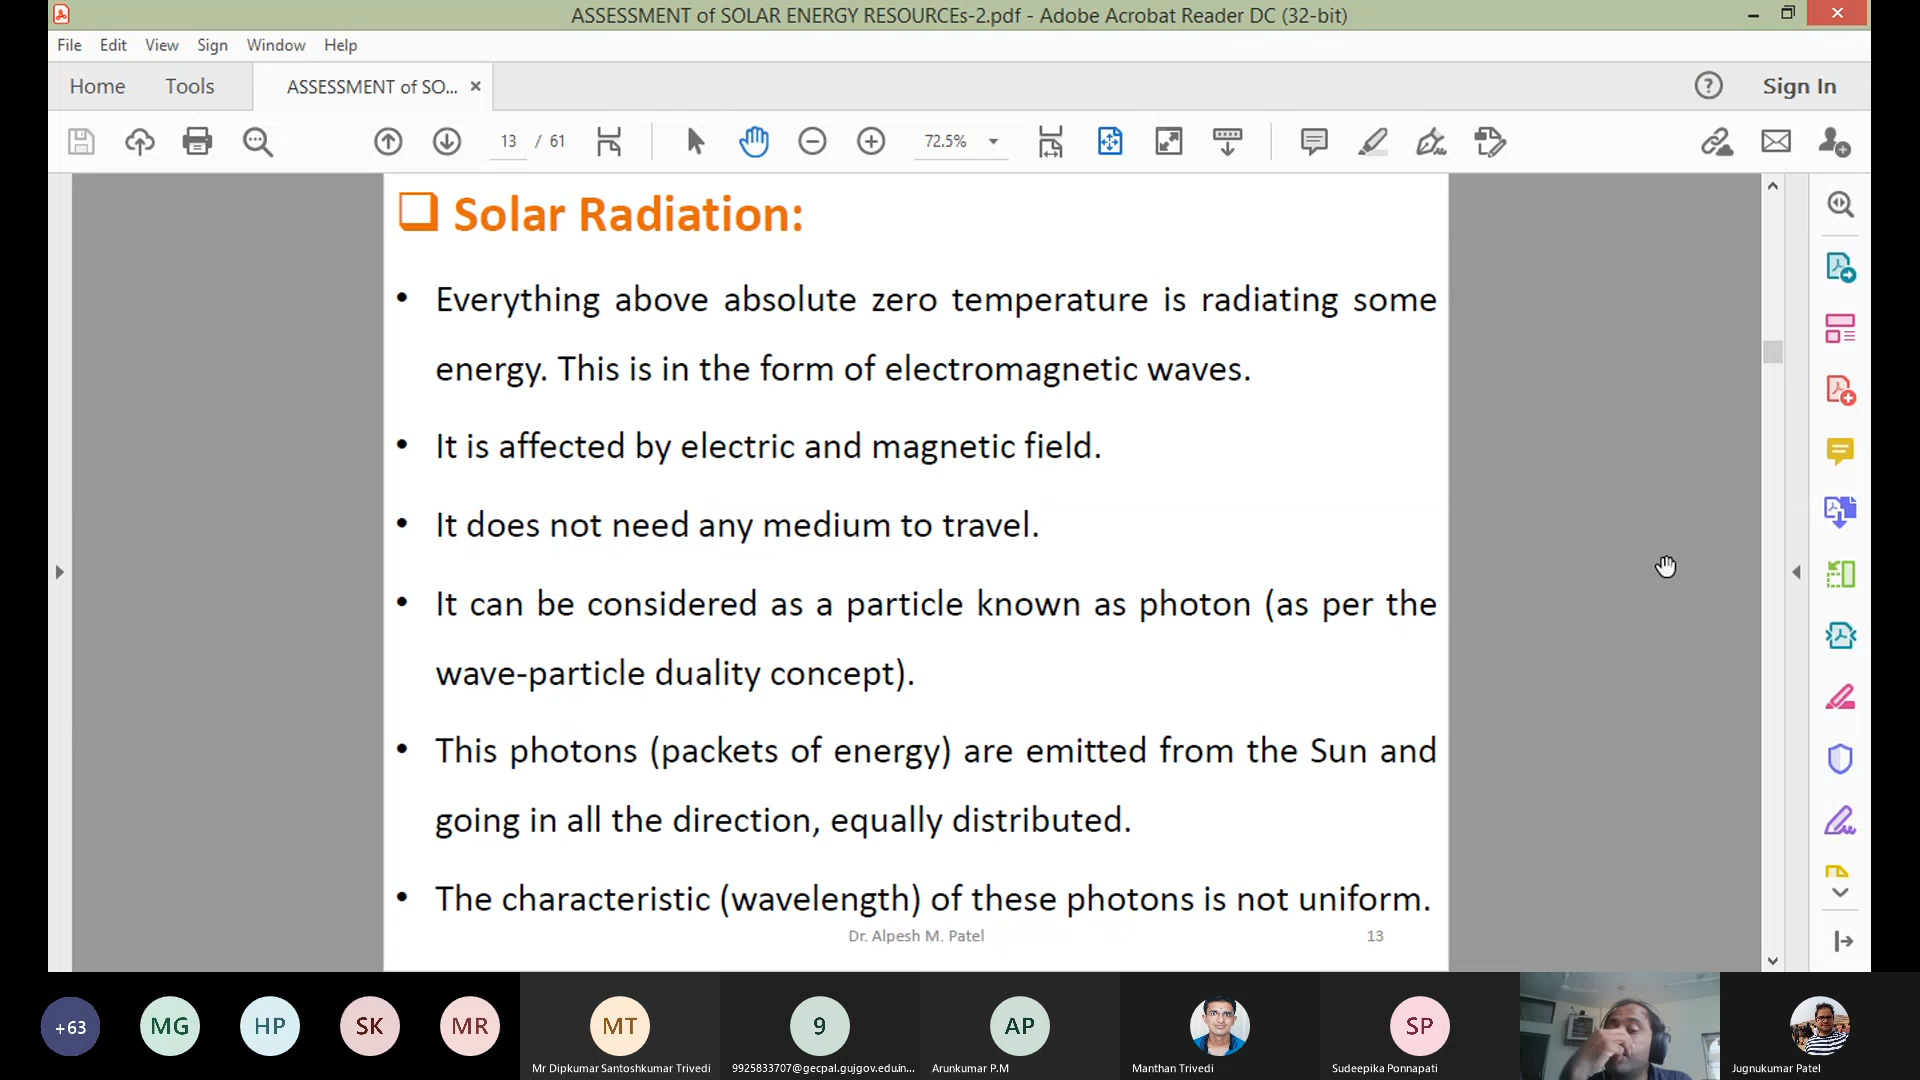 ASSESSMENT of SOLAR ENERGY RESOURCEs-2.pdf - Adobe Acrobat Reader DC (32-bit)
File Edit View Sign Window Help
Home Tools ASSESSMENT of SO... × Sign In
13 / 61 72.5%
Solar Radiation:
• Everything above absolute zero temperature is radiating some
energy. This is in the form of electromagnetic waves.
• It is affected by electric and magnetic field.
• It does not need any medium to travel.
• It can be considered as a particle known as photon (as per the
wave-particle duality concept).
• This photons (packets of energy) are emitted from the Sun and
going in all the direction, equally distributed.
• The characteristic (wavelength) of these photons is not uniform.
Dr. Alpesh M. Patel 13
+63 MG HP SK MR MT 9 AP SP
Mr Dipkumar Santoshkumar Trivedi 9925833707@gecpal.gujgov.edu.in... Arunkumar P.M Manthan Trivedi Sudeepika Ponnapati Jugnukumar Patel